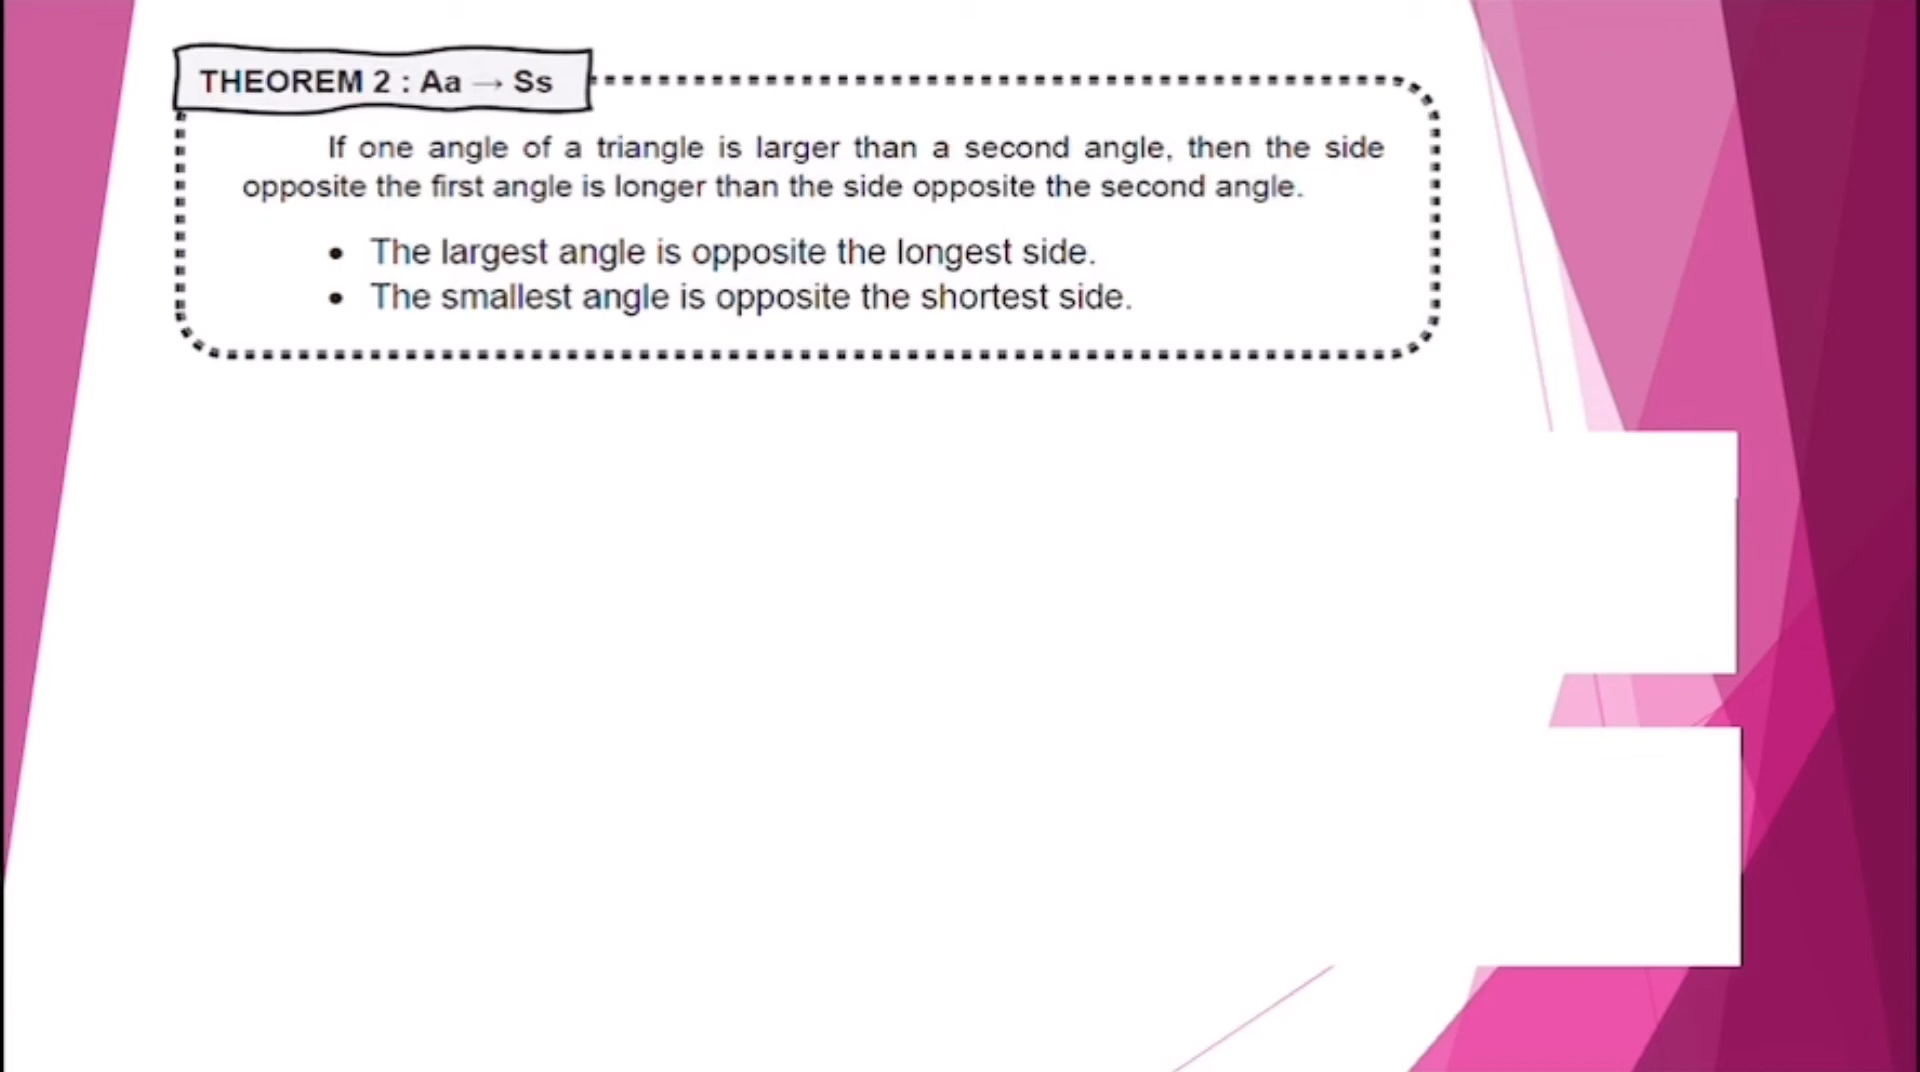 THEOREM 2 : Aa → Ss
If one angle of a triangle is larger than a second angle, then the side
opposite the first angle is longer than the side opposite the second angle.
• The largest angle is opposite the longest side.
• The smallest angle is opposite the shortest side.